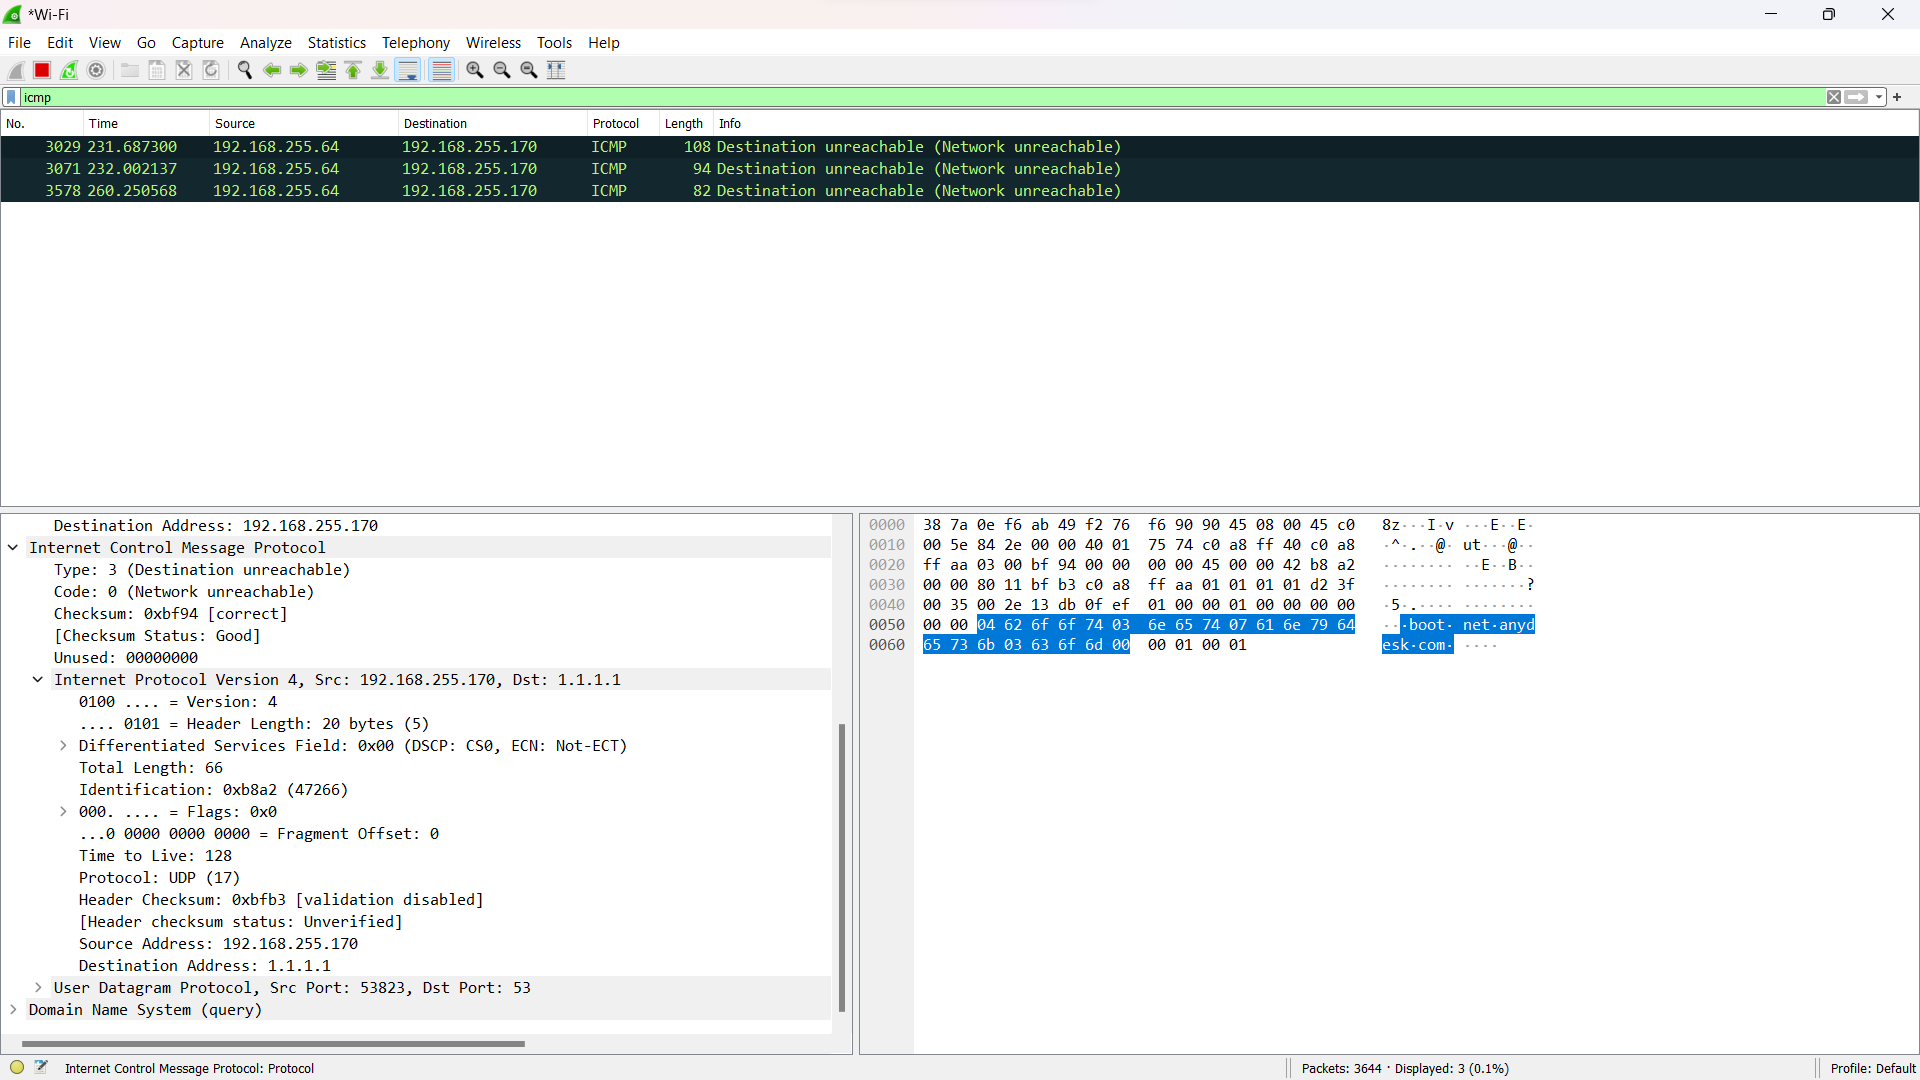 *Wi-Fi
File Edit View Go Capture Analyze Statistics Telephony Wireless Tools Help
icmp
No. Time Source Destination Protocol Length Info
3029 231.687300 192.168.255.64 192.168.255.170 ICMP 108 Destination unreachable (Network unreachable)
3071 232.002137 192.168.255.64 192.168.255.170 ICMP 94 Destination unreachable (Network unreachable)
3578 260.250568 192.168.255.64 192.168.255.170 ICMP 82 Destination unreachable (Network unreachable)
Destination Address: 192.168.255.170
Internet Control Message Protocol
Type: 3 (Destination unreachable)
Code: 0 (Network unreachable)
Checksum: 0xbf94 [correct]
[Checksum Status: Good]
Unused: 00000000
Internet Protocol Version 4, Src: 192.168.255.170, Dst: 1.1.1.1
0100 .... = Version: 4
.... 0101 = Header Length: 20 bytes (5)
Differentiated Services Field: 0x00 (DSCP: CS0, ECN: Not-ECT)
Total Length: 66
Identification: 0xb8a2 (47266)
000. .... = Flags: 0x0
...0 0000 0000 0000 = Fragment Offset: 0
Time to Live: 128
Protocol: UDP (17)
Header Checksum: 0xbfb3 [validation disabled]
[Header checksum status: Unverified]
Source Address: 192.168.255.170
Destination Address: 1.1.1.1
User Datagram Protocol, Src Port: 53823, Dst Port: 53
Domain Name System (query)
0000 38 7a 0e f6 ab 49 f2 76 f6 90 90 45 08 00 45 c0 8z···I·v ···E··E·
0010 00 5e 84 2e 00 00 40 01 75 74 c0 a8 ff 40 c0 a8 ·^·.··@· ut···@··
0020 ff aa 03 00 bf 94 00 00 00 00 45 00 00 42 b8 a2 ········ ··E··B··
0030 00 00 80 11 bf b3 c0 a8 ff aa 01 01 01 01 d2 3f ········ ·······?
0040 00 35 00 2e 13 db 0f ef 01 00 00 01 00 00 00 00 ·5·.···· ········
0050 00 00 04 62 6f 6f 74 03 6e 65 74 07 61 6e 79 64 ···boot· net·anyd
0060 65 73 6b 03 63 6f 6d 00 00 01 00 01 esk·com· ····
Internet Control Message Protocol: Protocol
Packets: 3644 · Displayed: 3 (0.1%)
Profile: Default